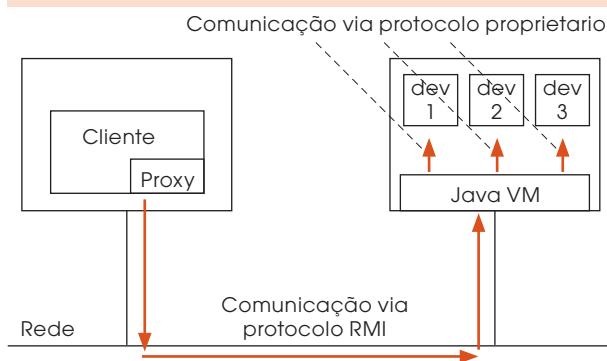 Comunicação via protocolo proprietario
Cliente
Proxy
dev
1
dev
2
dev
3
Java VM
Rede
Comunicação via
protocolo RMI